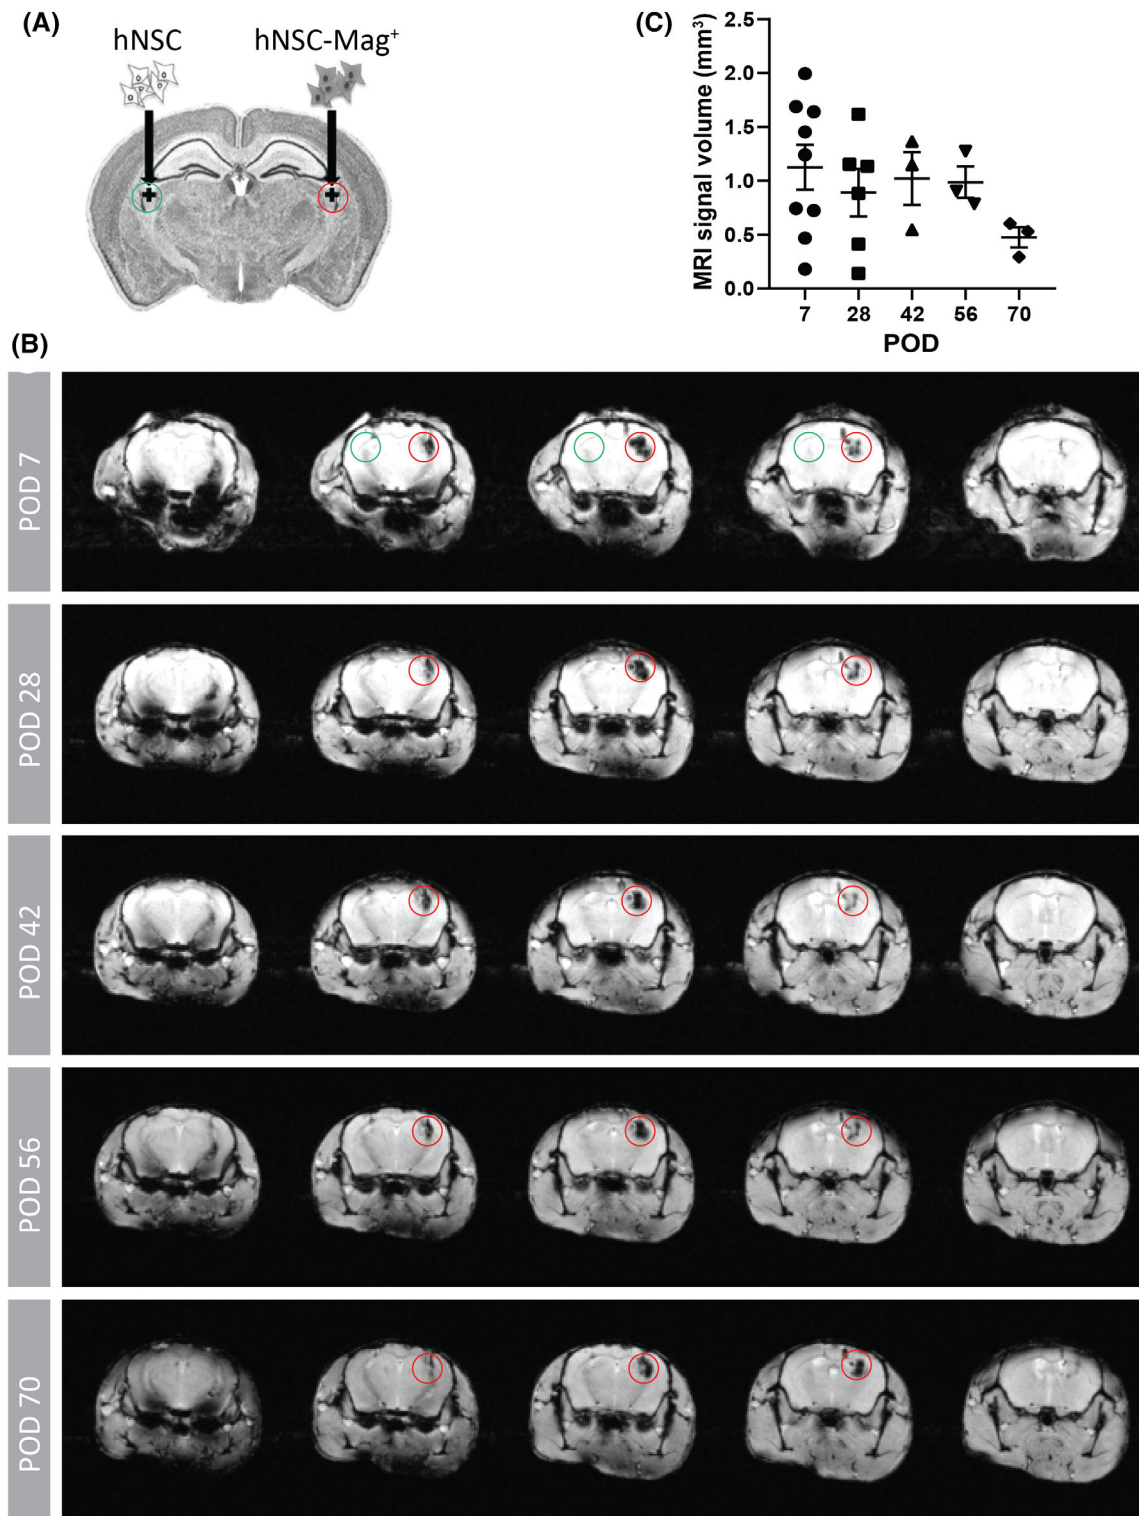 (A)
hNSC
hNSC-Mag⁺
(C)
MRI signal volume (mm³)
2.5
2.0
1.5
1.0
0.5
0.0
7 28 42 56 70
POD
(B)
POD 7
POD 28
POD 42
POD 56
POD 70